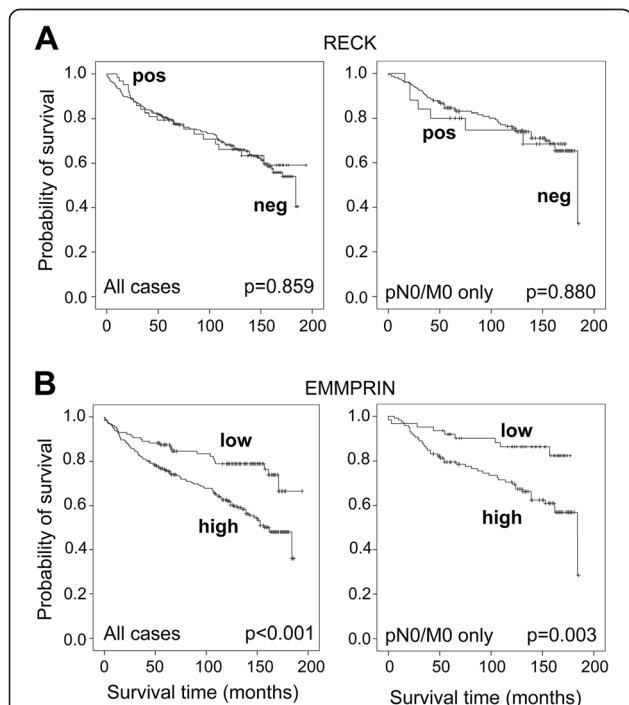 A
RECK
Probability of survival
1.0
0.8
0.6
0.4
0.2
0.0
pos
neg
All cases p=0.859
0 50 100 150 200
1.0
0.8
0.6
0.4
0.2
0.0
pos
neg
pN0/M0 only p=0.880
0 50 100 150 200
B
EMMPRIN
Probability of survival
1.0
0.8
0.6
0.4
0.2
0.0
low
high
All cases p<0.001
0 50 100 150 200
Survival time (months)
1.0
0.8
0.6
0.4
0.2
0.0
low
high
pN0/M0 only p=0.003
0 50 100 150 200
Survival time (months)